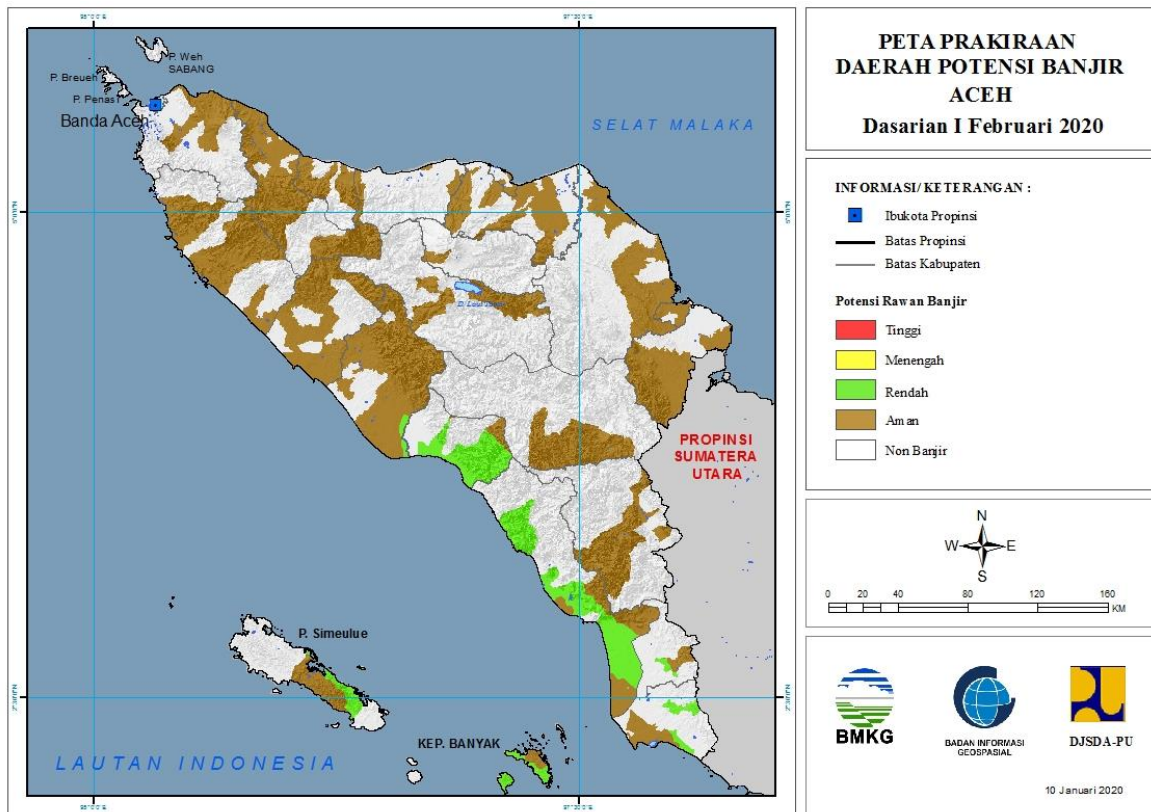 PETA PRAKIRAAN
DAERAH POTENSI BANJIR
ACEH
Dasarian I Februari 2020
INFORMASI/ KETERANGAN :
Ibukota Propinsi
Batas Propinsi
Batas Kabupaten
Potensi Rawan Banjir
Tinggi
Menengah
Rendah
Aman
Non Banjir
N
W E
S
0 20 40 80 120 160
KM
BMKG
BADAN INFORMASI
GEOSPASIAL
DJSDA-PU
10 Januari 2020
P. Weh
SABANG
P. Breueh
P. Penasi
Banda Aceh
SELAT MALAKA
PROPINSI
SUMATERA
UTARA
P. Simeulue
KEP. BANYAK
LAUTAN INDONESIA